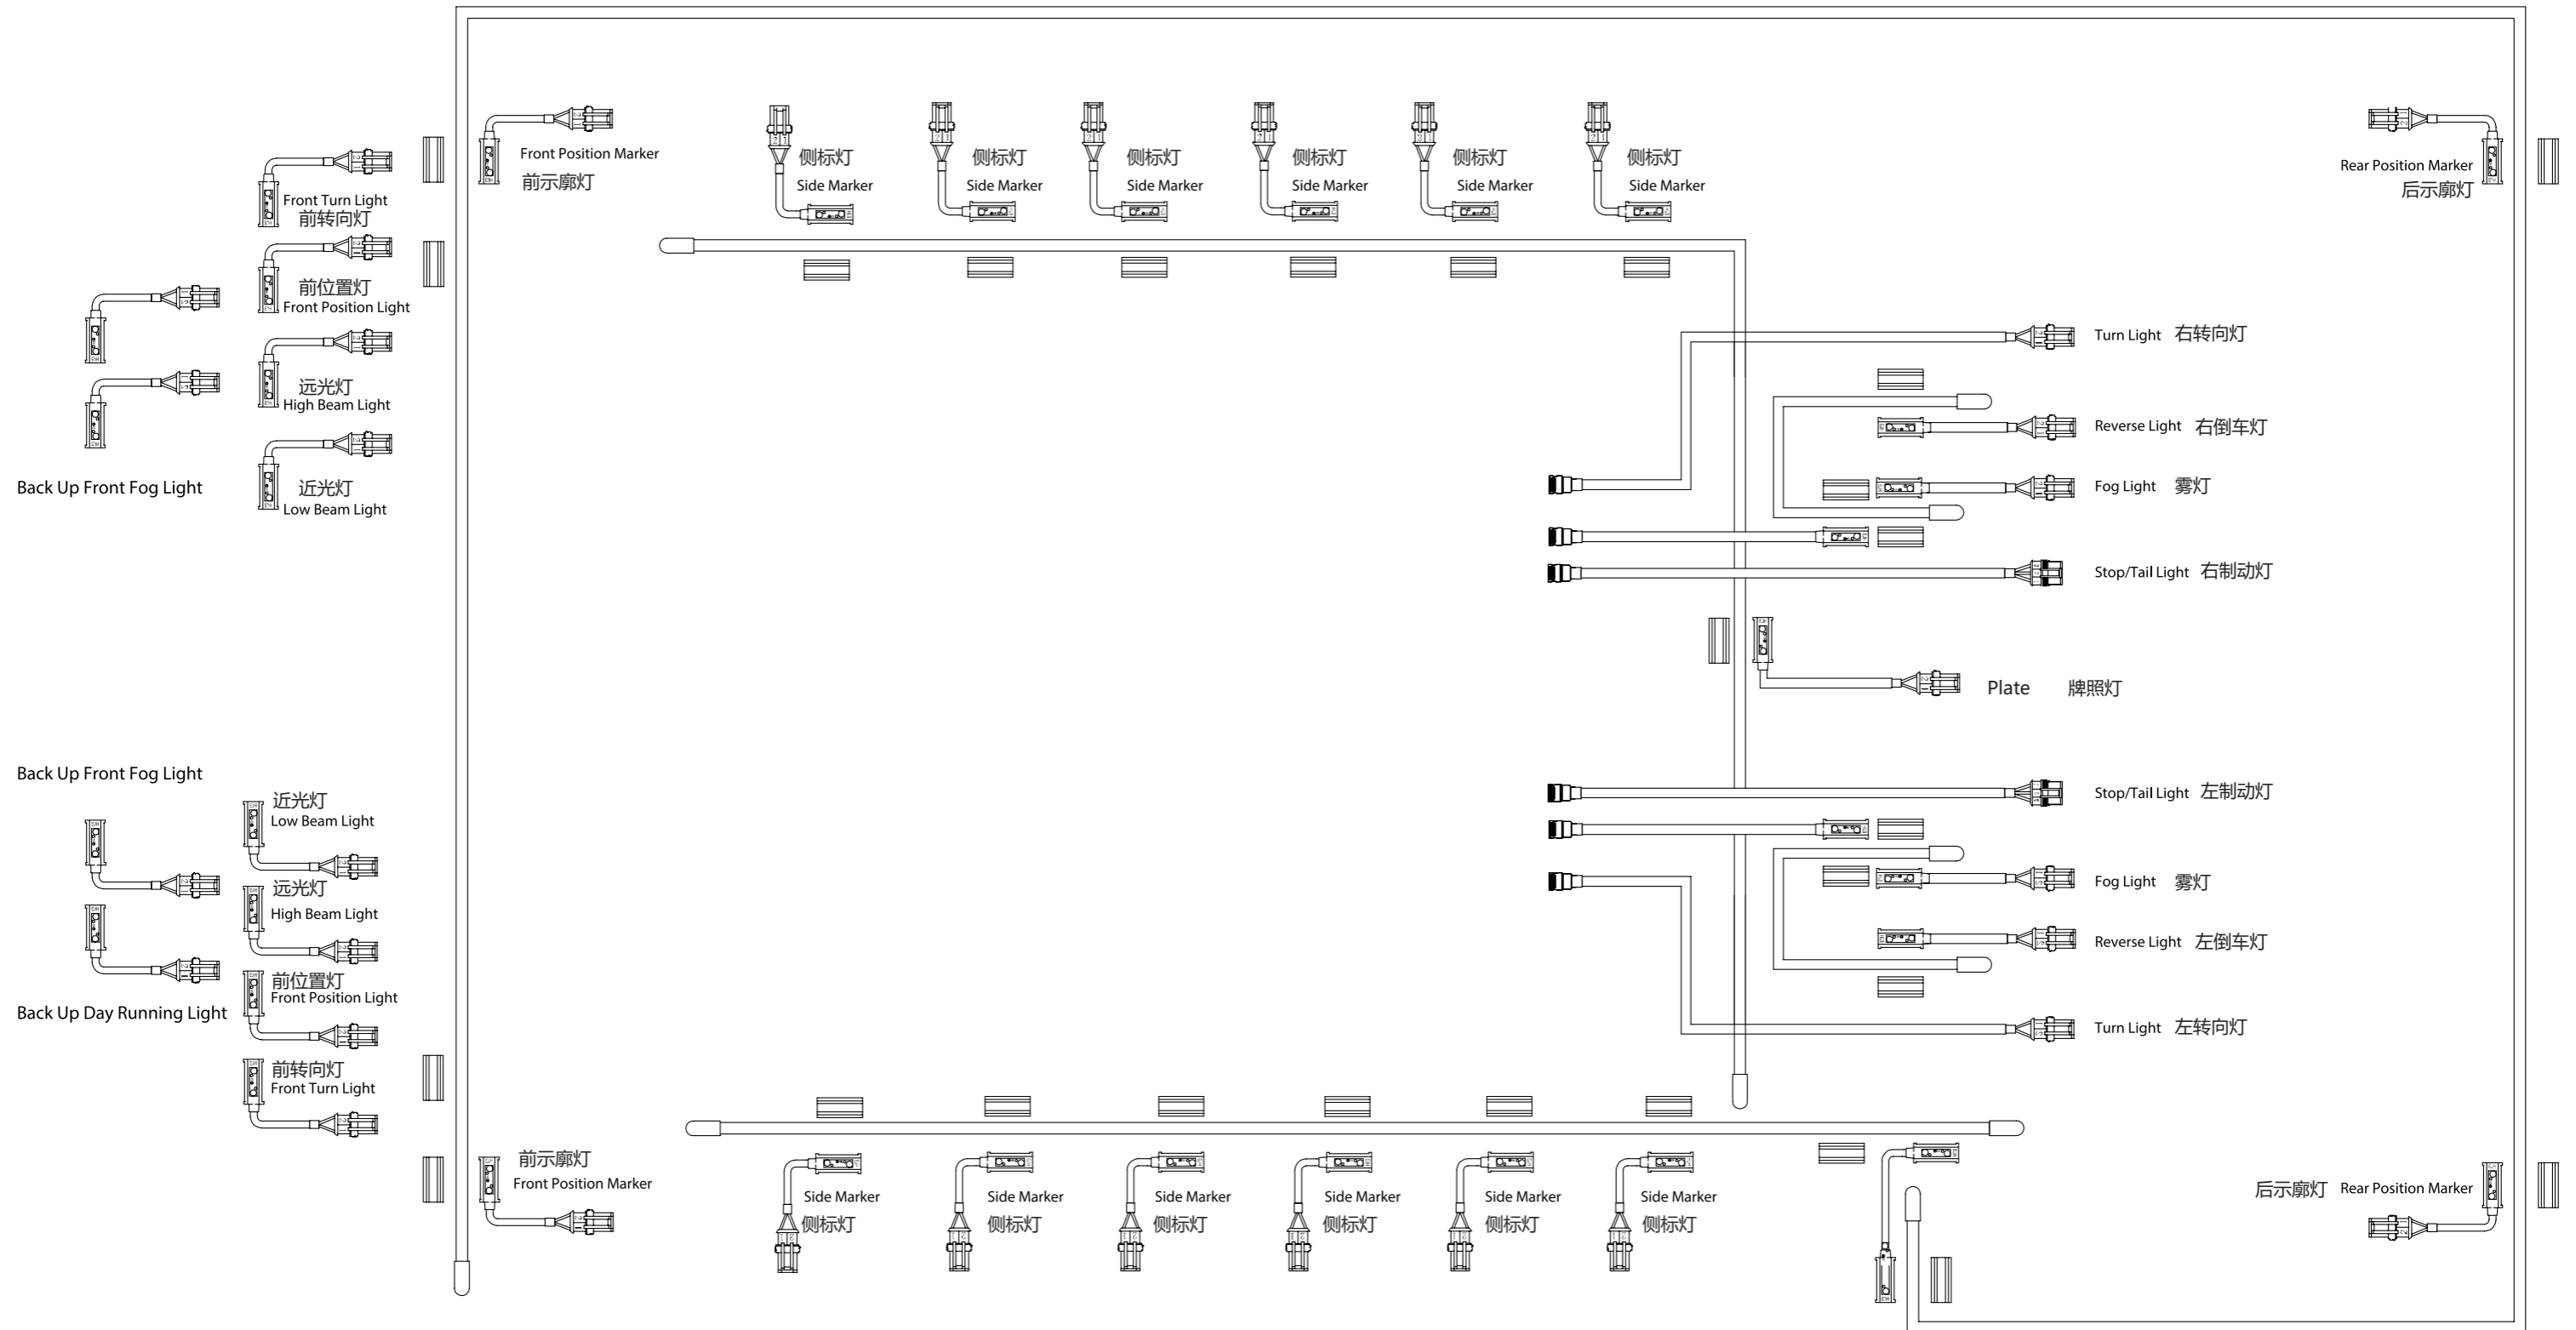 Front Position Marker
前示廓灯
侧标灯
Side Marker
侧标灯
Side Marker
侧标灯
Side Marker
侧标灯
Side Marker
侧标灯
Side Marker
侧标灯
Side Marker
Rear Position Marker
后示廓灯
Front Turn Light
前转向灯
前位置灯
Front Position Light
远光灯
High Beam Light
近光灯
Low Beam Light
Back Up Front Fog Light
Turn Light 右转向灯
Reverse Light 右倒车灯
Fog Light 雾灯
Stop/Tail Light 右制动灯
Plate 牌照灯
Back Up Front Fog Light
近光灯
Low Beam Light
远光灯
High Beam Light
前位置灯
Front Position Light
Back Up Day Running Light
前转向灯
Front Turn Light
Stop/Tail Light 左制动灯
Fog Light 雾灯
Reverse Light 左倒车灯
Turn Light 左转向灯
前示廓灯
Front Position Marker
Side Marker
侧标灯
Side Marker
侧标灯
Side Marker
侧标灯
Side Marker
侧标灯
Side Marker
侧标灯
Side Marker
侧标灯
后示廓灯 Rear Position Marker